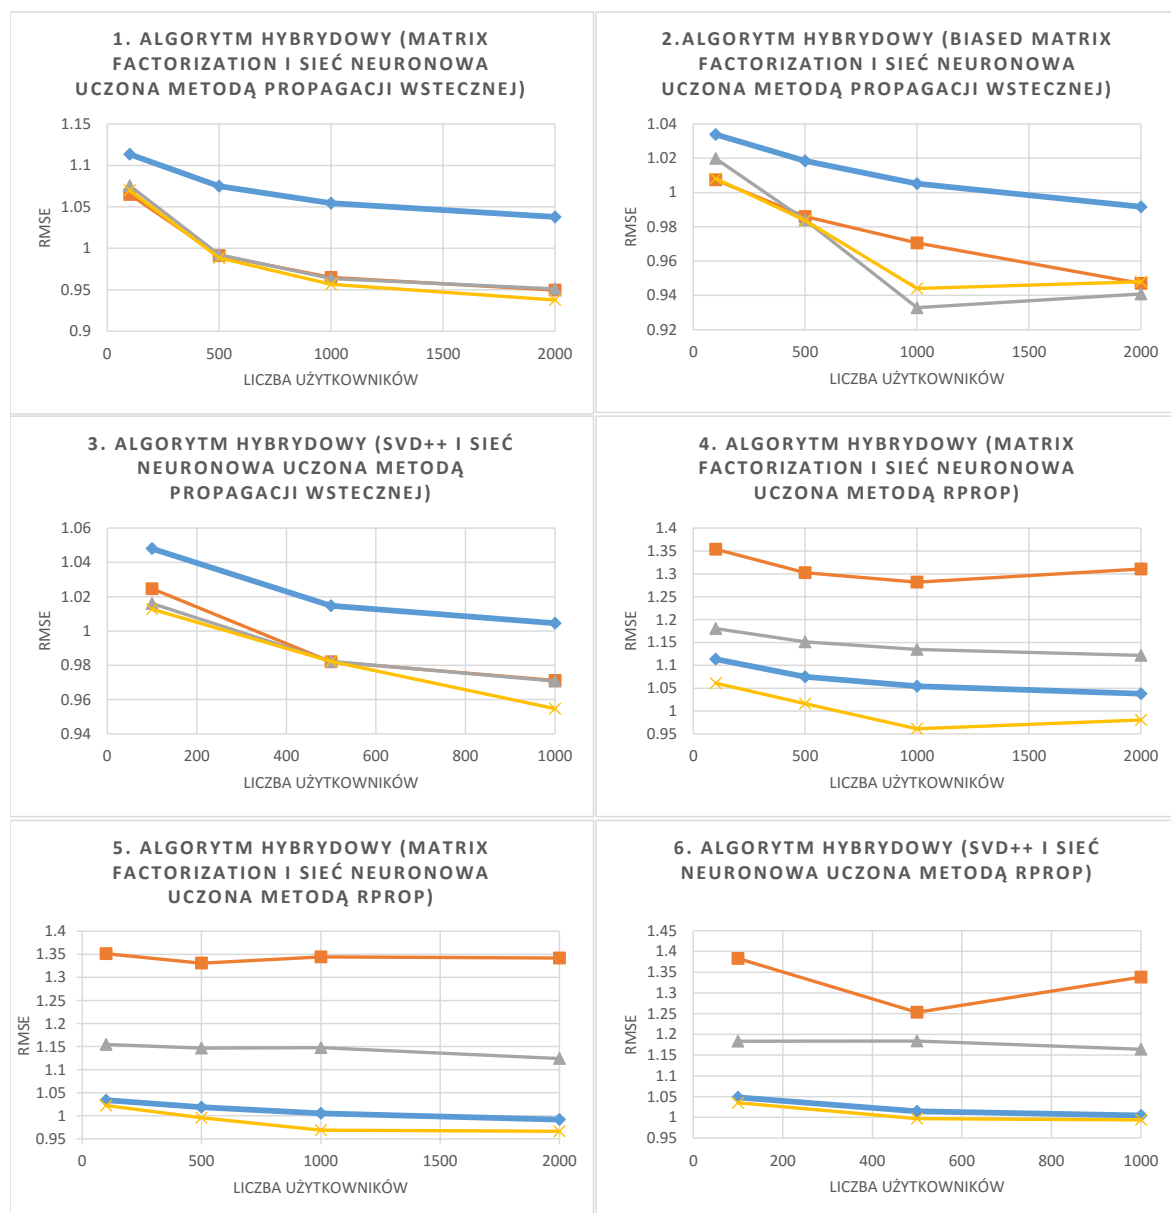 1. ALGORYTM HYBRYDOWY (MATRIX
FACTORIZATION I SIEĆ NEURONOWA
UCZONA METODĄ PROPAGACJI WSTECZNEJ)
1.15
1.1
1.05
1
0.95
0.9
RMSE
0 500 1000 1500 2000
LICZBA UŻYTKOWNIKÓW
2.ALGORYTM HYBRYDOWY (BIASED MATRIX
FACTORIZATION I SIEĆ NEURONOWA
UCZONA METODĄ PROPAGACJI WSTECZNEJ)
1.04
1.02
1
0.98
0.96
0.94
0.92
RMSE
0 500 1000 1500 2000
LICZBA UŻYTKOWNIKÓW
3. ALGORYTM HYBRYDOWY (SVD++ I SIEĆ
NEURONOWA UCZONA METODĄ
PROPAGACJI WSTECZNEJ)
1.06
1.04
1.02
1
0.98
0.96
0.94
RMSE
0 200 400 600 800 1000
LICZBA UŻYTKOWNIKÓW
4. ALGORYTM HYBRYDOWY (MATRIX
FACTORIZATION I SIEĆ NEURONOWA
UCZONA METODĄ RPROP)
1.4
1.35
1.3
1.25
1.2
1.15
1.1
1.05
1
0.95
RMSE
0 500 1000 1500 2000
LICZBA UŻYTKOWNIKÓW
5. ALGORYTM HYBRYDOWY (MATRIX
FACTORIZATION I SIEĆ NEURONOWA
UCZONA METODĄ RPROP)
1.4
1.35
1.3
1.25
1.2
1.15
1.1
1.05
1
0.95
RMSE
0 500 1000 1500 2000
LICZBA UŻYTKOWNIKÓW
6. ALGORYTM HYBRYDOWY (SVD++ I SIEĆ
NEURONOWA UCZONA METODĄ RPROP)
1.45
1.4
1.35
1.3
1.25
1.2
1.15
1.1
1.05
1
0.95
RMSE
0 200 400 600 800 1000
LICZBA UŻYTKOWNIKÓW